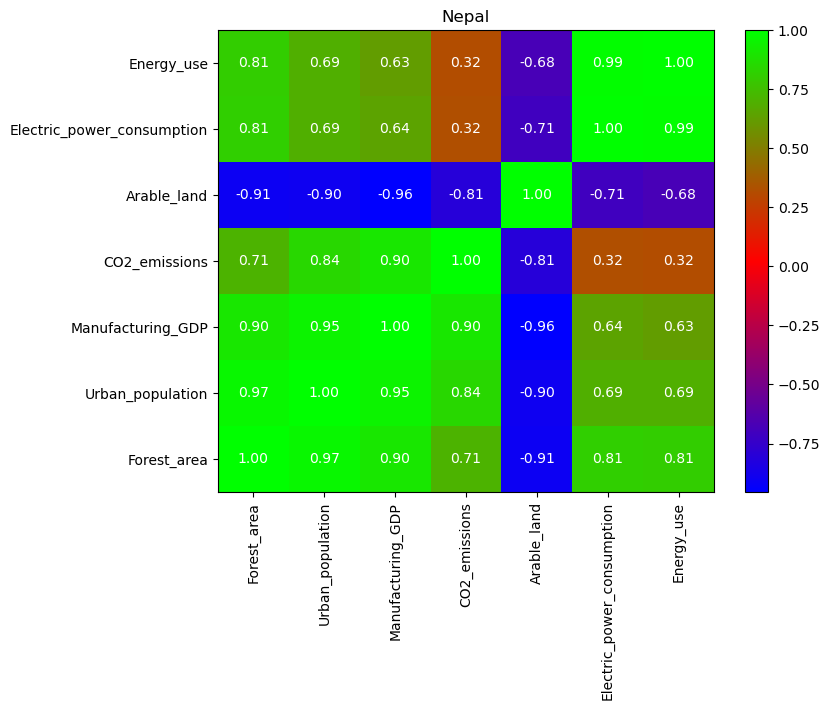 Nepal
Energy_use 0.81 0.69 0.63 0.32 -0.68 0.99 1.00
Electric_power_consumption 0.81 0.69 0.64 0.32 -0.71 1.00 0.99
Arable_land -0.91 -0.90 -0.96 -0.81 1.00 -0.71 -0.68
CO2_emissions 0.71 0.84 0.90 1.00 -0.81 0.32 0.32
Manufacturing_GDP 0.90 0.95 1.00 0.90 -0.96 0.64 0.63
Urban_population 0.97 1.00 0.95 0.84 -0.90 0.69 0.69
Forest_area 1.00 0.97 0.90 0.71 -0.91 0.81 0.81
Forest_area
Urban_population
Manufacturing_GDP
CO2_emissions
Arable_land
Electric_power_consumption
Energy_use
1.00
0.75
0.50
0.25
0.00
−0.25
−0.50
−0.75